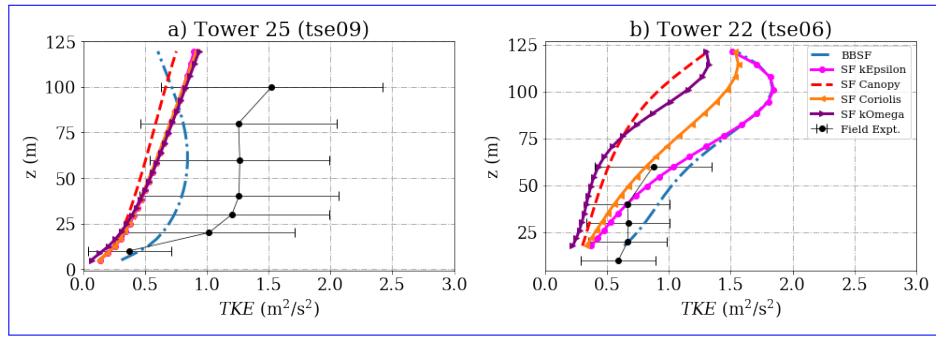 a) Tower 25 (tse09)
b) Tower 22 (tse06)
125
100
75
50
25
0
z (m)
0.0 0.5 1.0 1.5 2.0 2.5 3.0
TKE (m²/s²)
125
100
75
50
25
z (m)
0.0 0.5 1.0 1.5 2.0 2.5 3.0
TKE (m²/s²)
BBSF
SF kEpsilon
SF Canopy
SF Coriolis
SF kOmega
Field Expt.